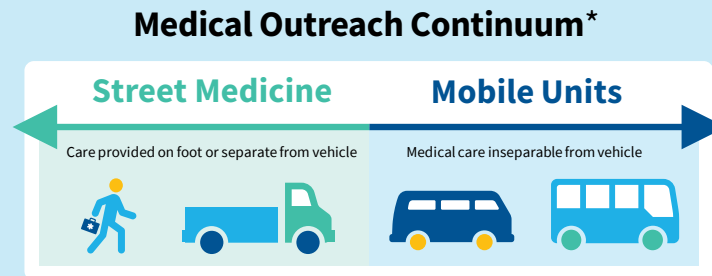 Medical Outreach Continuum*
Street Medicine
Mobile Units
Care provided on foot or separate from vehicle
Medical care inseparable from vehicle